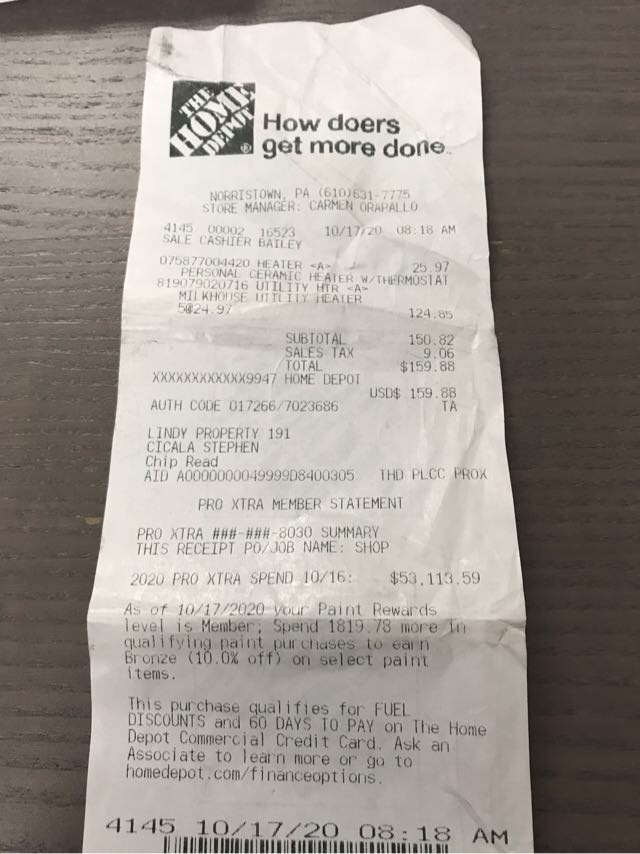 THE
HOME
DEPOT
®
How doers
get more done.
NORRISTOWN, PA (610)631-7775
STORE MANAGER: CARMEN ORAPALLO
4145 00002 16523 10/17/20 08:18 AM
SALE CASHIER BAILEY
075877004420 HEATER <A> 25.97
PERSONAL CERAMIC HEATER W/THERMOSTAT
819079020716 UTILITY HTR <A>
MILKHOUSE UTILITY HEATER
5@24.97 124.85
SUBTOTAL 150.82
SALES TAX 9.06
TOTAL $159.88
XXXXXXXXXXXX9947 HOME DEPOT
USD$ 159.88
AUTH CODE 017266/7023686 TA
LINDY PROPERTY 191
CICALA STEPHEN
Chip Read
AID A0000000049999D8400305 THD PLCC PROX
PRO XTRA MEMBER STATEMENT
PRO XTRA ###-###-8030 SUMMARY
THIS RECEIPT PO/JOB NAME: SHOP
2020 PRO XTRA SPEND 10/16: $53,113.59
As of 10/17/2020 your Paint Rewards
level is Member; Spend 1819.78 more in
qualifying paint purchases to earn
Bronze (10.0% off) on select paint
items.
This purchase qualifies for FUEL
DISCOUNTS and 60 DAYS TO PAY on The Home
Depot Commercial Credit Card. Ask an
Associate to learn more or go to
homedepot.com/financeoptions.
4145 10/17/20 08:18 AM